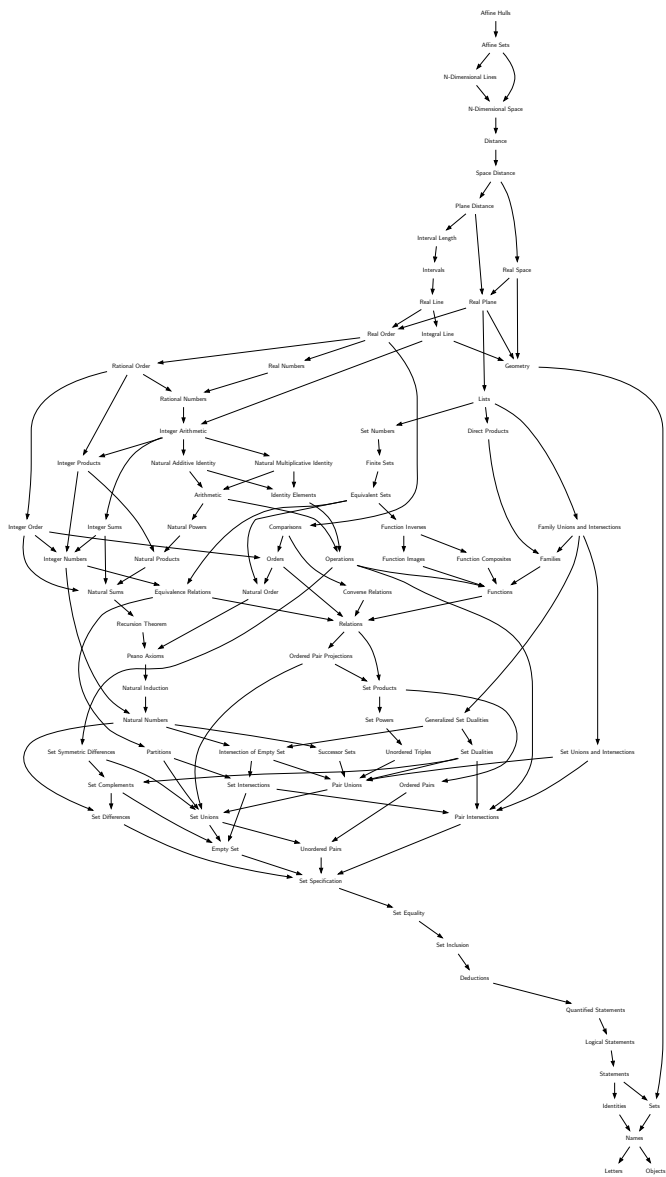 Affine Hulls
Affine Sets
N-Dimensional Lines
N-Dimensional Space
Distance
Space Distance
Plane Distance
Interval Length
Intervals
Real Space
Real Line
Real Plane
Real Order
Integral Line
Rational Order
Real Numbers
Geometry
Rational Numbers
Lists
Integer Arithmetic
Set Numbers
Direct Products
Integer Products
Natural Additive Identity
Natural Multiplicative Identity
Finite Sets
Arithmetic
Identity Elements
Equivalent Sets
Integer Order
Integer Sums
Natural Powers
Comparisons
Function Inverses
Family Unions and Intersections
Integer Numbers
Natural Products
Orders
Operations
Function Images
Function Composites
Families
Natural Sums
Equivalence Relations
Natural Order
Converse Relations
Functions
Recursion Theorem
Relations
Peano Axioms
Ordered Pair Projections
Natural Induction
Set Products
Natural Numbers
Set Powers
Generalized Set Dualities
Set Symmetric Differences
Partitions
Intersection of Empty Set
Successor Sets
Unordered Triples
Set Dualities
Set Unions and Intersections
Set Complements
Set Intersections
Pair Unions
Ordered Pairs
Set Differences
Set Unions
Pair Intersections
Empty Set
Unordered Pairs
Set Specification
Set Equality
Set Inclusion
Deductions
Quantified Statements
Logical Statements
Statements
Identities
Sets
Names
Letters
Objects